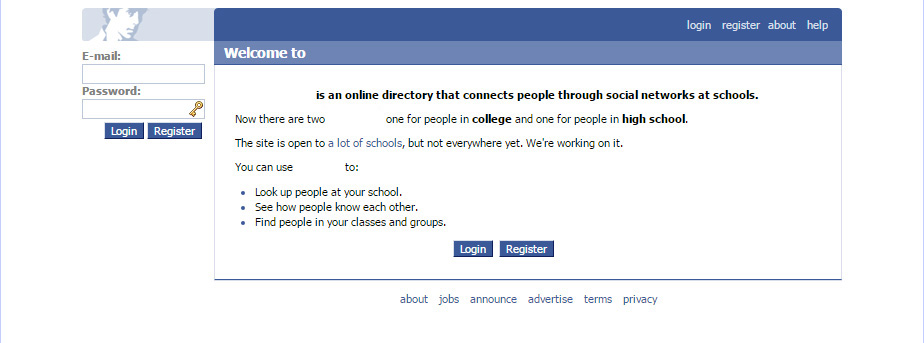 login register about help
E-mail:
Password:
Login Register
Welcome to
is an online directory that connects people through social networks at schools.
Now there are two one for people in college and one for people in high school.
The site is open to a lot of schools, but not everywhere yet. We're working on it.
You can use to:
• Look up people at your school.
• See how people know each other.
• Find people in your classes and groups.
Login Register
about jobs announce advertise terms privacy